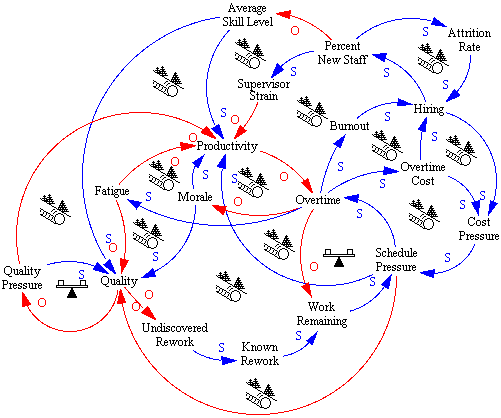 Average
Skill Level
Attrition
Rate
O
S
Percent
New Staff
S
S
Supervisor
Strain
S
S
O
Burnout
S
Hiring
S
S
Productivity
O
O
S
S
O
S
S
Overtime
Cost
S
S
Fatigue
Morale
O
O
Overtime
S
S
Cost
Pressure
S
O
S
Schedule
Pressure
S
S
O
Quality
Pressure
S
Quality
O
O
Work
Remaining
S
Undiscovered
Rework
S
Known
Rework
S
O